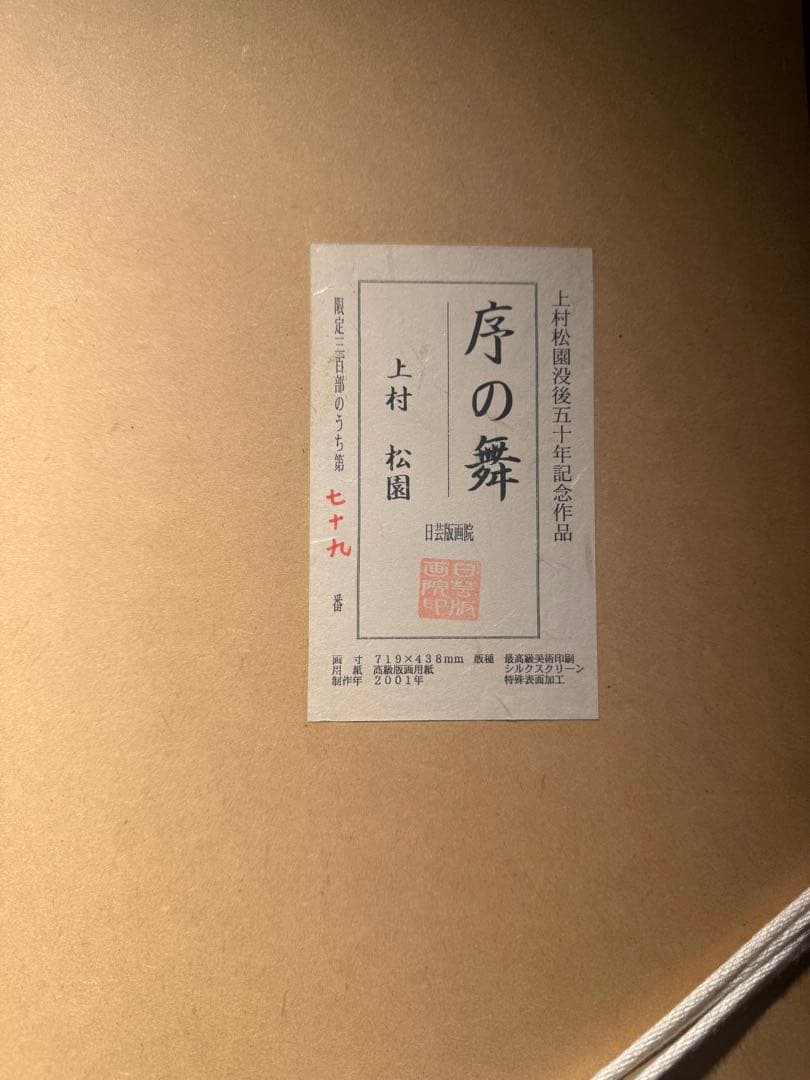 上村松園没後五十年記念作品
序の舞
上村 松園
日芸版画院
日芸版
画院印
限定三百部のうち第 七十九 番
画 寸 719×438mm 版種 最高級美術印刷
用 紙 高級版画用紙 シルクスクリーン
制作年 2001年 特殊表面加工